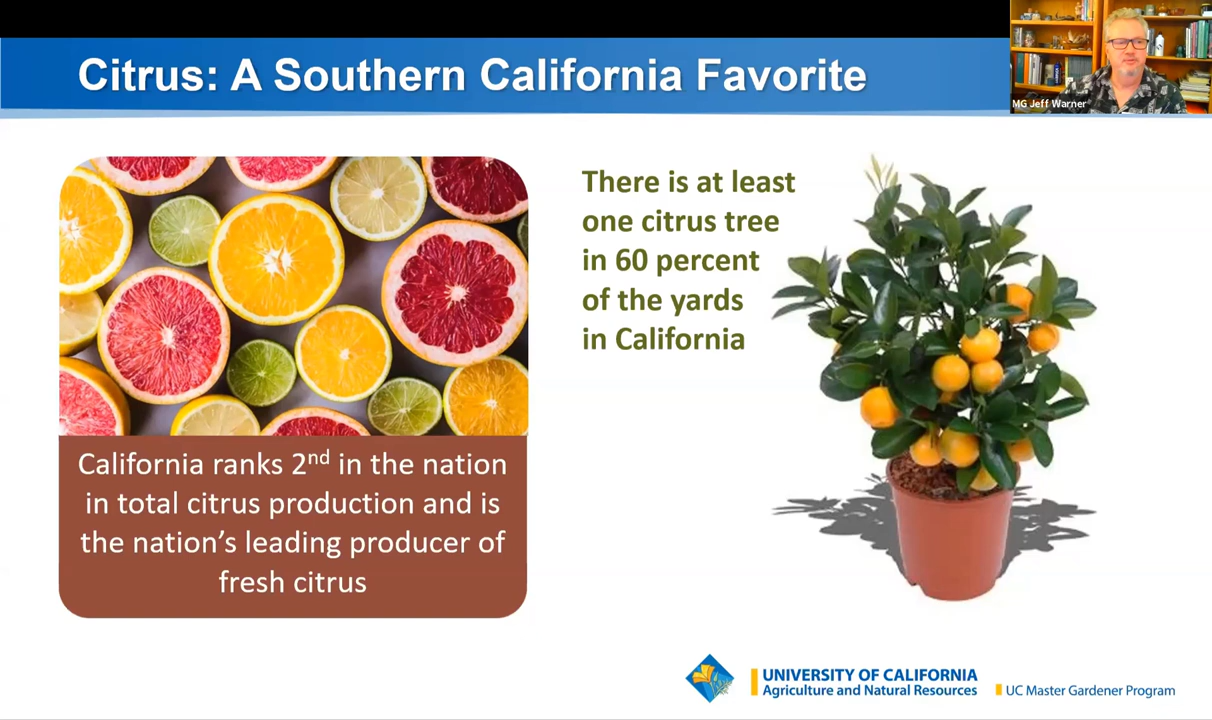 Citrus: A Southern California Favorite
MG Jeff Warner
There is at least
one citrus tree
in 60 percent
of the yards
in California
California ranks 2nd in the nation
in total citrus production and is
the nation’s leading producer of
fresh citrus
UNIVERSITY OF CALIFORNIA
Agriculture and Natural Resources
UC Master Gardener Program